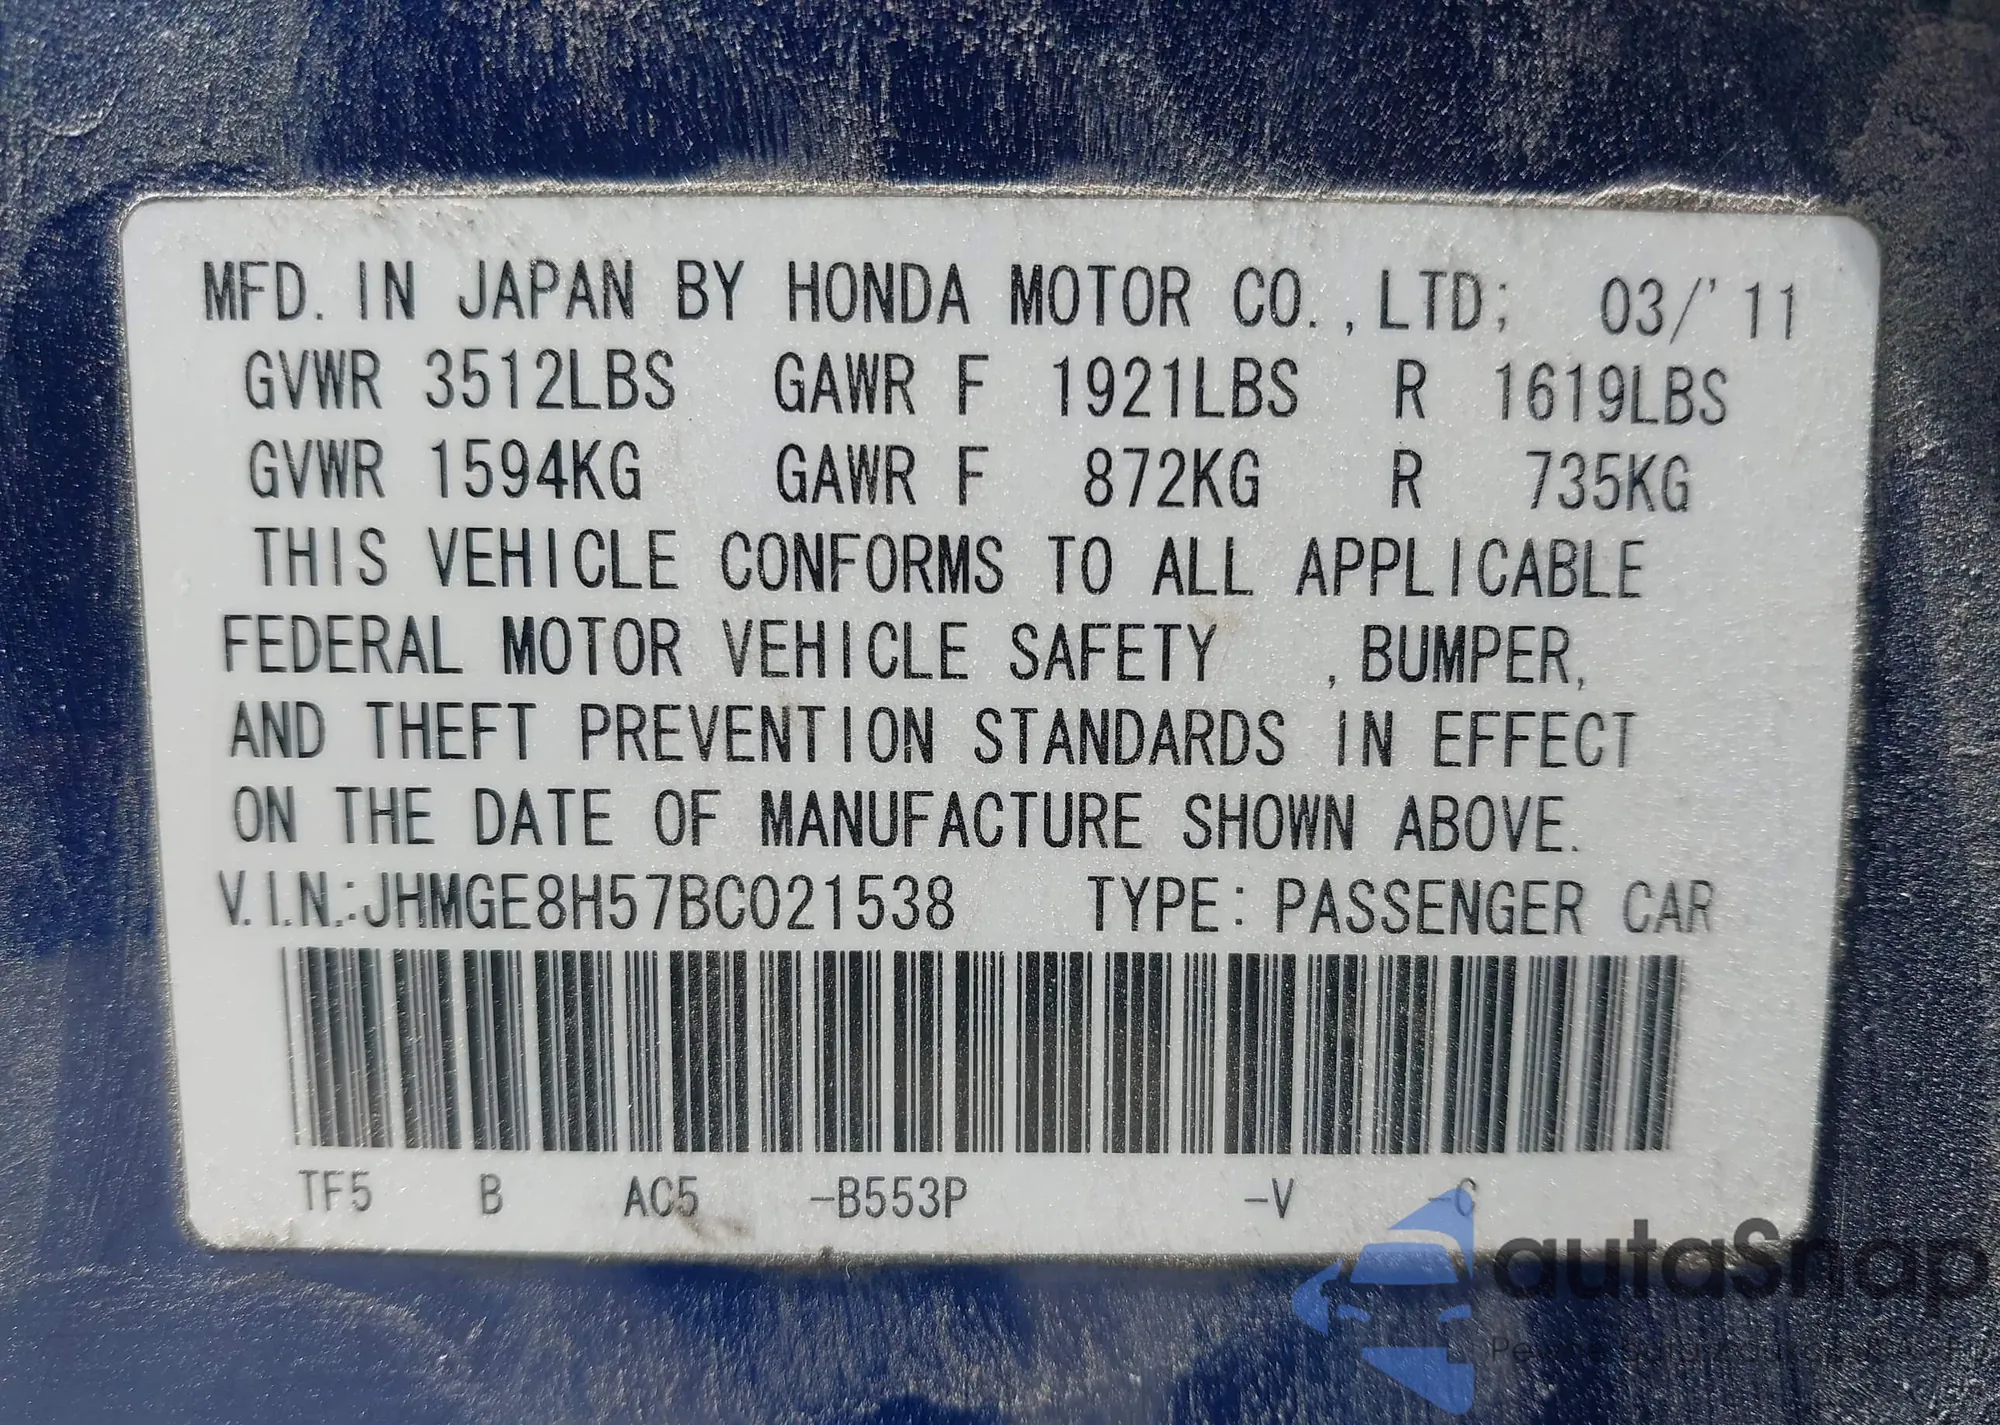 MFD. IN JAPAN BY HONDA MOTOR CO.,LTD; 03/'11
GVWR 3512LBS GAWR F 1921LBS R 1619LBS
GVWR 1594KG GAWR F 872KG R 735KG
THIS VEHICLE CONFORMS TO ALL APPLICABLE
FEDERAL MOTOR VEHICLE SAFETY ,BUMPER,
AND THEFT PREVENTION STANDARDS IN EFFECT
ON THE DATE OF MANUFACTURE SHOWN ABOVE.
V.I.N.:JHMGE8H57BC021538 TYPE:PASSENGER CAR
TF5 B AC5 -B553P -V -C
autaSnap